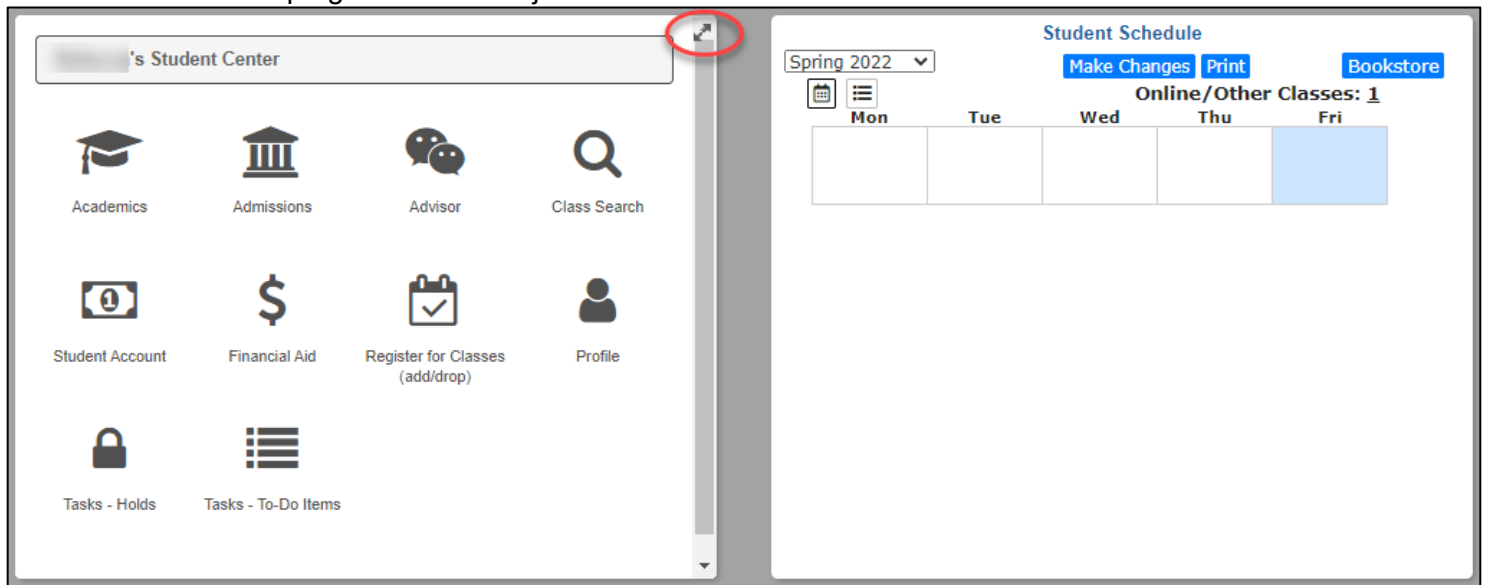 's Student Center
Academics
Admissions
Advisor
Class Search
Student Account
Financial Aid
Register for Classes
(add/drop)
Profile
Tasks - Holds
Tasks - To-Do Items
Student Schedule
Spring 2022
Make Changes Print Bookstore
Online/Other Classes: 1
Mon Tue Wed Thu Fri